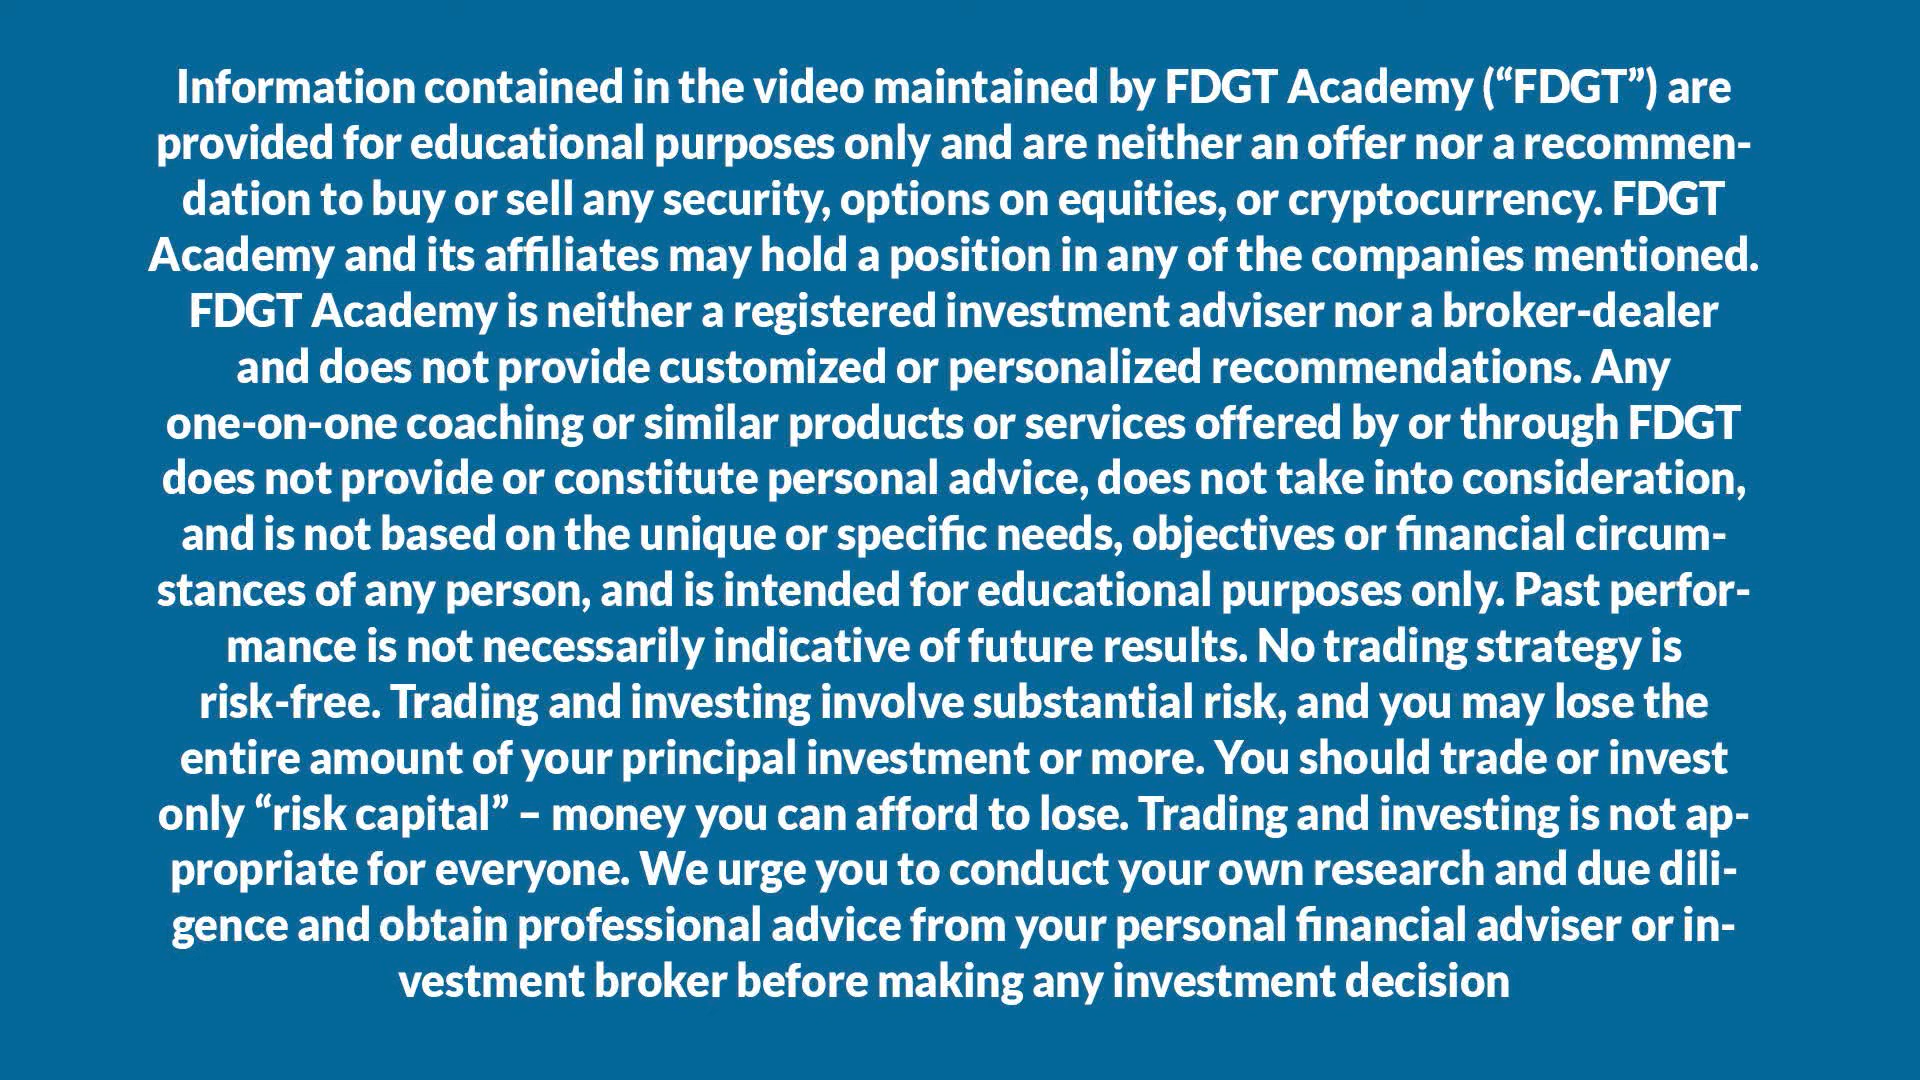 Information contained in the video maintained by FDGT Academy (“FDGT”) are
provided for educational purposes only and are neither an offer nor a recommen-
dation to buy or sell any security, options on equities, or cryptocurrency. FDGT
Academy and its affiliates may hold a position in any of the companies mentioned.
FDGT Academy is neither a registered investment adviser nor a broker-dealer
and does not provide customized or personalized recommendations. Any
one-on-one coaching or similar products or services offered by or through FDGT
does not provide or constitute personal advice, does not take into consideration,
and is not based on the unique or specific needs, objectives or financial circum-
stances of any person, and is intended for educational purposes only. Past perfor-
mance is not necessarily indicative of future results. No trading strategy is
risk-free. Trading and investing involve substantial risk, and you may lose the
entire amount of your principal investment or more. You should trade or invest
only “risk capital” – money you can afford to lose. Trading and investing is not ap-
propriate for everyone. We urge you to conduct your own research and due dili-
gence and obtain professional advice from your personal financial adviser or in-
vestment broker before making any investment decision